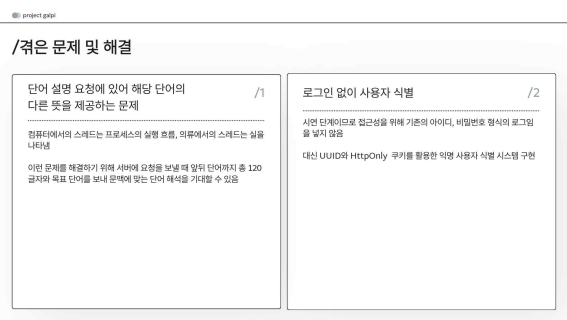 project galpi
/겪은 문제 및 해결
단어 설명 요청에 있어 해당 단어의
다른 뜻을 제공하는 문제
/1
컴퓨터에서의 스레드는 프로세스의 실행 흐름, 의류에서의 스레드는 실을
나타냄
이런 문제를 해결하기 위해 서버에 요청을 보낼 때 앞뒤 단어까지 총 120
글자와 목표 단어를 보내 문맥에 맞는 단어 해석을 기대할 수 있음
로그인 없이 사용자 식별
/2
시연 단계이므로 접근성을 위해 기존의 아이디, 비밀번호 형식의 로그임
을 넣지 않음
대신 UUID와 HttpOnly 쿠키를 활용한 익명 사용자 식별 시스템 구현